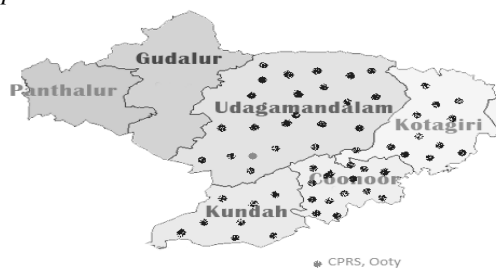 Gudalur
Panthalur
Udagamandalam
Kotagiri
Coonoor
Kundah
CPRS, Ooty